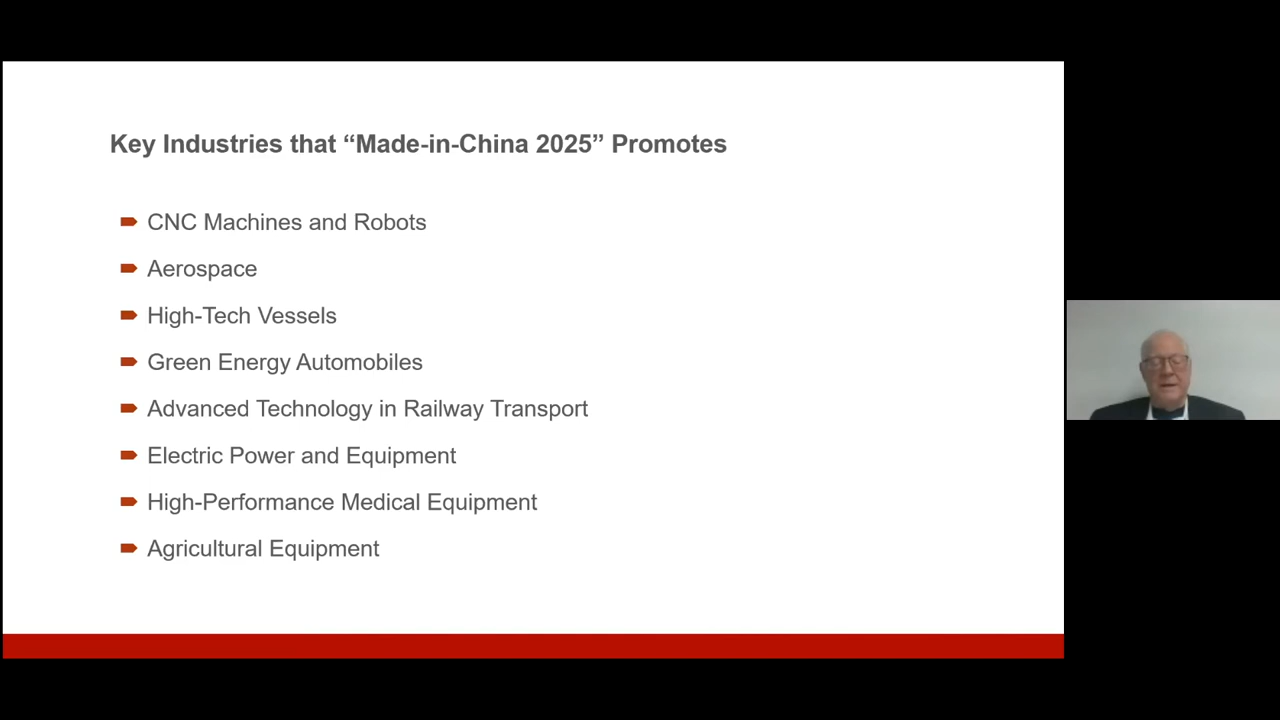 Key Industries that “Made-in-China 2025” Promotes
CNC Machines and Robots
Aerospace
High-Tech Vessels
Green Energy Automobiles
Advanced Technology in Railway Transport
Electric Power and Equipment
High-Performance Medical Equipment
Agricultural Equipment